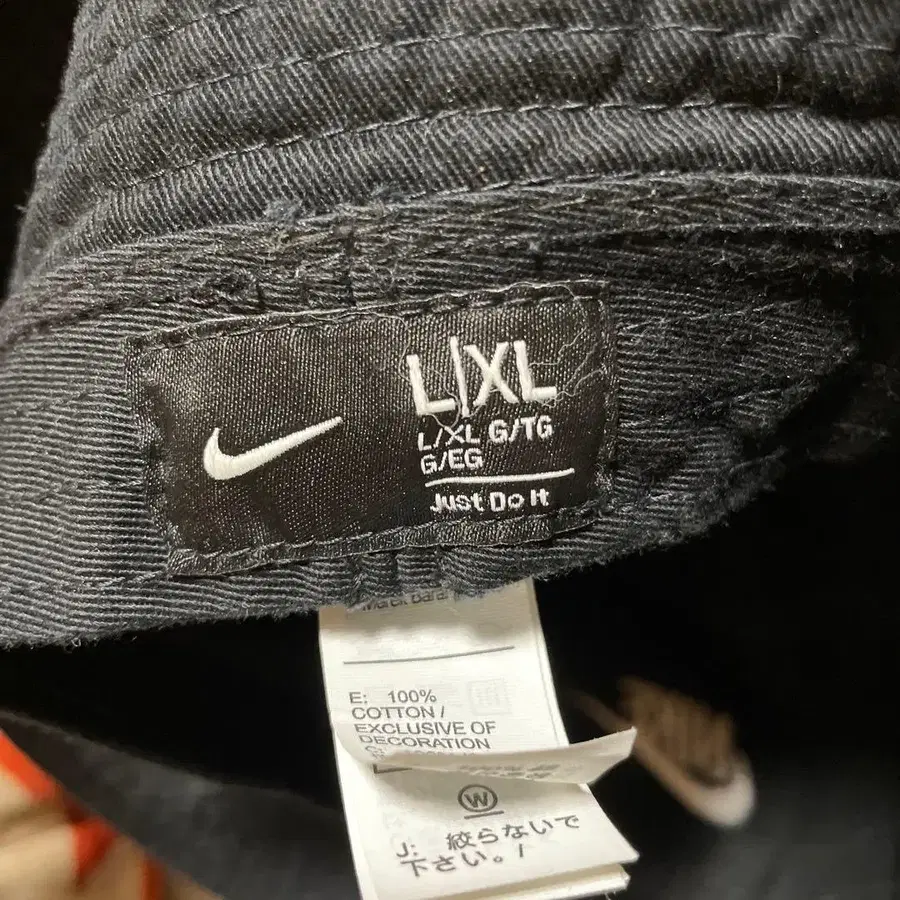 L|XL
L/XL G/TG
G/EG
Just Do It
E: 100%
COTTON /
EXCLUSIVE OF
DECORATION
W
J: 絞らないで
下さい。/